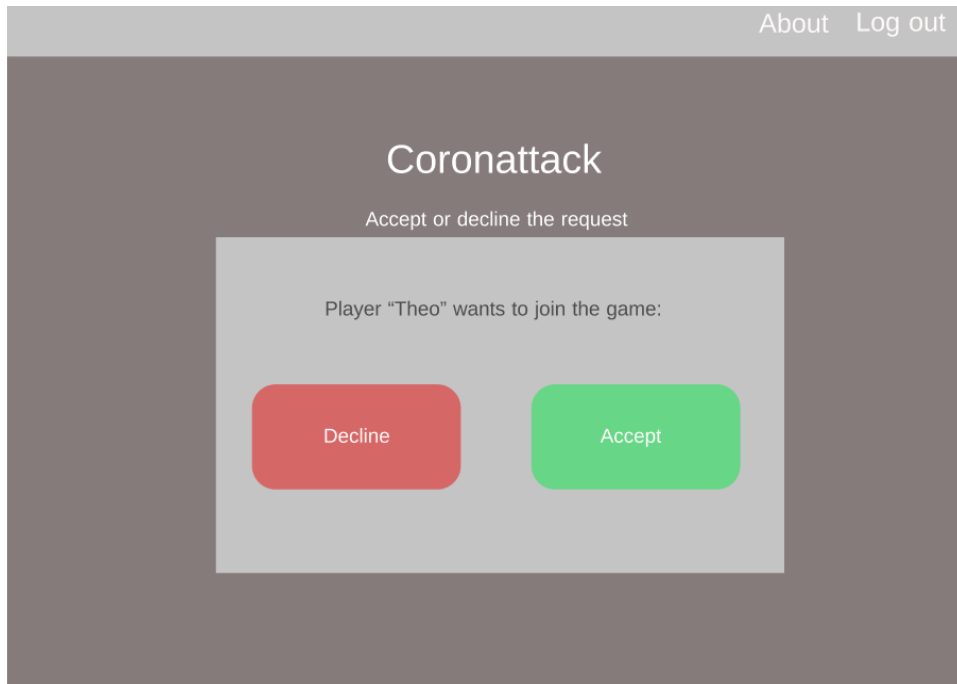 About Log out
Coronattack
Accept or decline the request
Player “Theo” wants to join the game:
Decline Accept